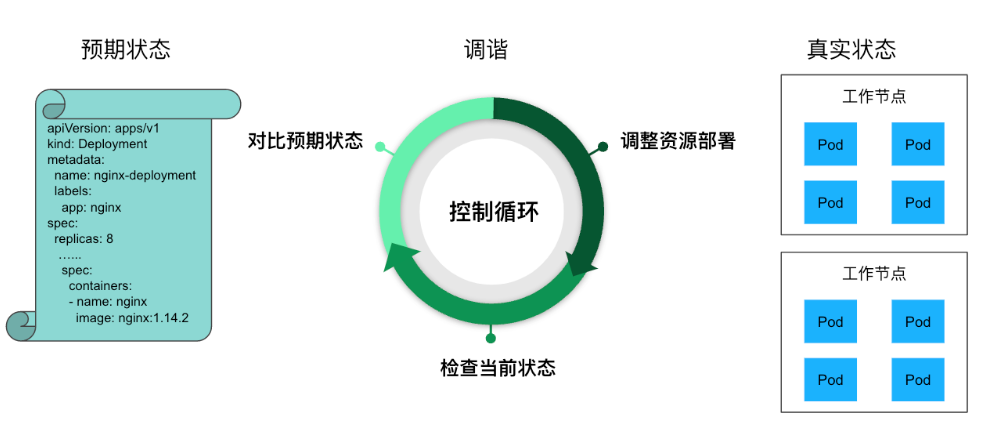 预期状态
apiVersion: apps/v1
kind: Deployment
metadata:
name: nginx-deployment
labels:
app: nginx
spec:
replicas: 8
…...
spec:
containers:
- name: nginx
image: nginx:1.14.2
调谐
对比预期状态
调整资源部署
控制循环
检查当前状态
真实状态
工作节点
Pod Pod
Pod Pod
工作节点
Pod Pod
Pod Pod